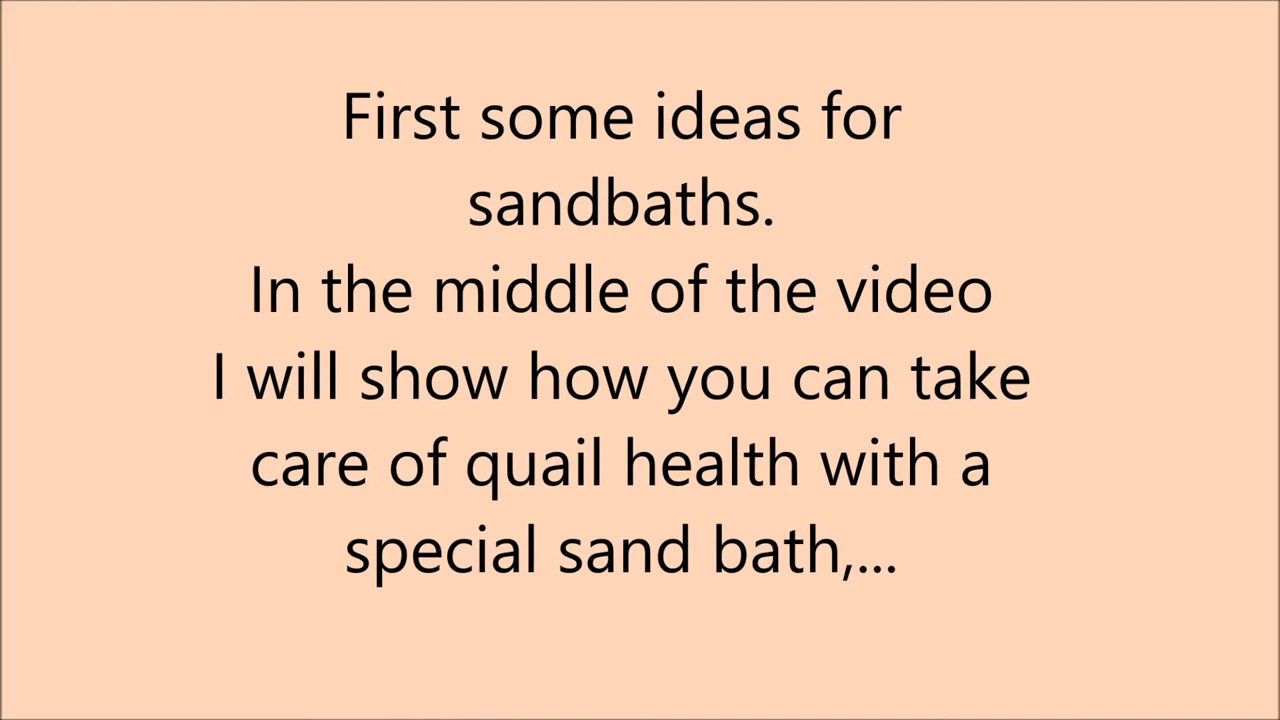 First some ideas for
sandbaths.
In the middle of the video
I will show how you can take
care of quail health with a
special sand bath,...